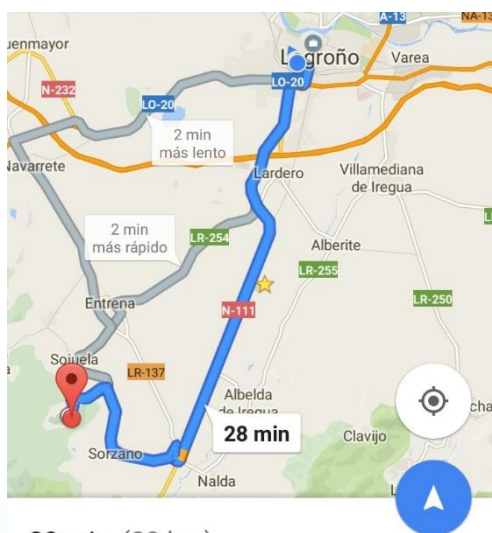 A-13
NA-13
uenmayor
Logroño
Varea
N-232
LO-20
LO-20
2 min
más lento
Navarrete
Lardero
Villamediana
de Iregua
2 min
más rápido
LR-254
Alberite
LR-255
LR-250
N-111
Entrena
Sojuela
LR-137
Albelda
de Iregua
28 min
Clavijo
Sorzano
Nalda